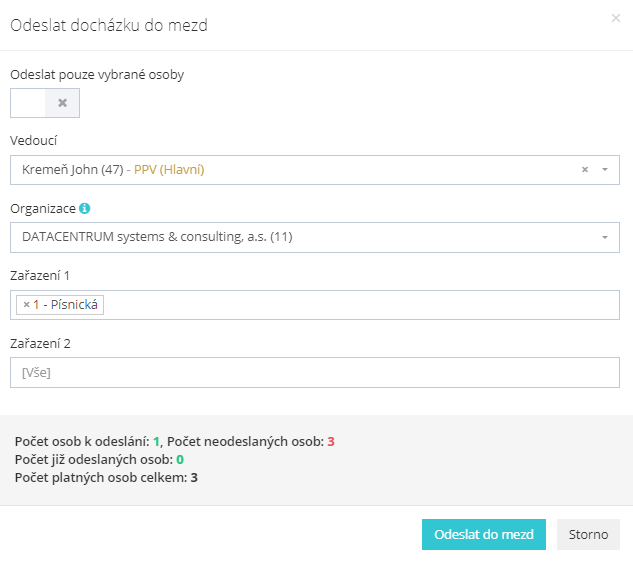 Odeslat docházku do mezd
Odeslat pouze vybrané osoby
Vedoucí
Kremeň John (47) - PPV (Hlavní)
Organizace
DATACENTRUM systems & consulting, a.s. (11)
Zařazení 1
× 1 - Písnická
Zařazení 2
[Vše]
Počet osob k odeslání: 1, Počet neodeslaných osob: 3
Počet již odeslaných osob: 0
Počet platných osob celkem: 3
Odeslat do mezd
Storno